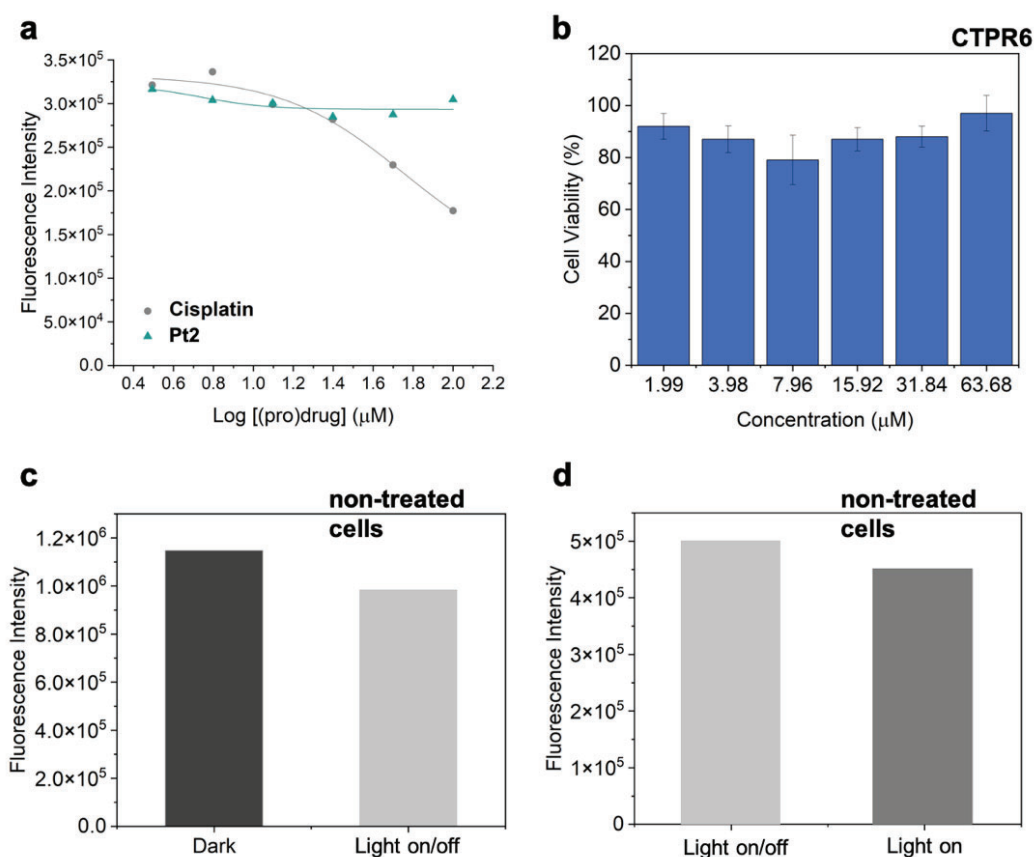 a
3.5×10⁵
3.0×10⁵
2.5×10⁵
2.0×10⁵
1.5×10⁵
1.0×10⁵
5.0×10⁴
0.0
Fluorescence Intensity
Cisplatin
Pt2
0.4 0.6 0.8 1.0 1.2 1.4 1.6 1.8 2.0 2.2
Log [(pro)drug] (μM)
b
CTPR6
120
100
80
60
40
20
0
Cell Viability (%)
1.99 3.98 7.96 15.92 31.84 63.68
Concentration (μM)
c
non-treated
cells
1.2×10⁶
1.0×10⁶
8.0×10⁵
6.0×10⁵
4.0×10⁵
2.0×10⁵
0.0
Fluorescence Intensity
Dark Light on/off
d
non-treated
cells
5×10⁵
4×10⁵
3×10⁵
2×10⁵
1×10⁵
0
Fluorescence Intensity
Light on/off Light on